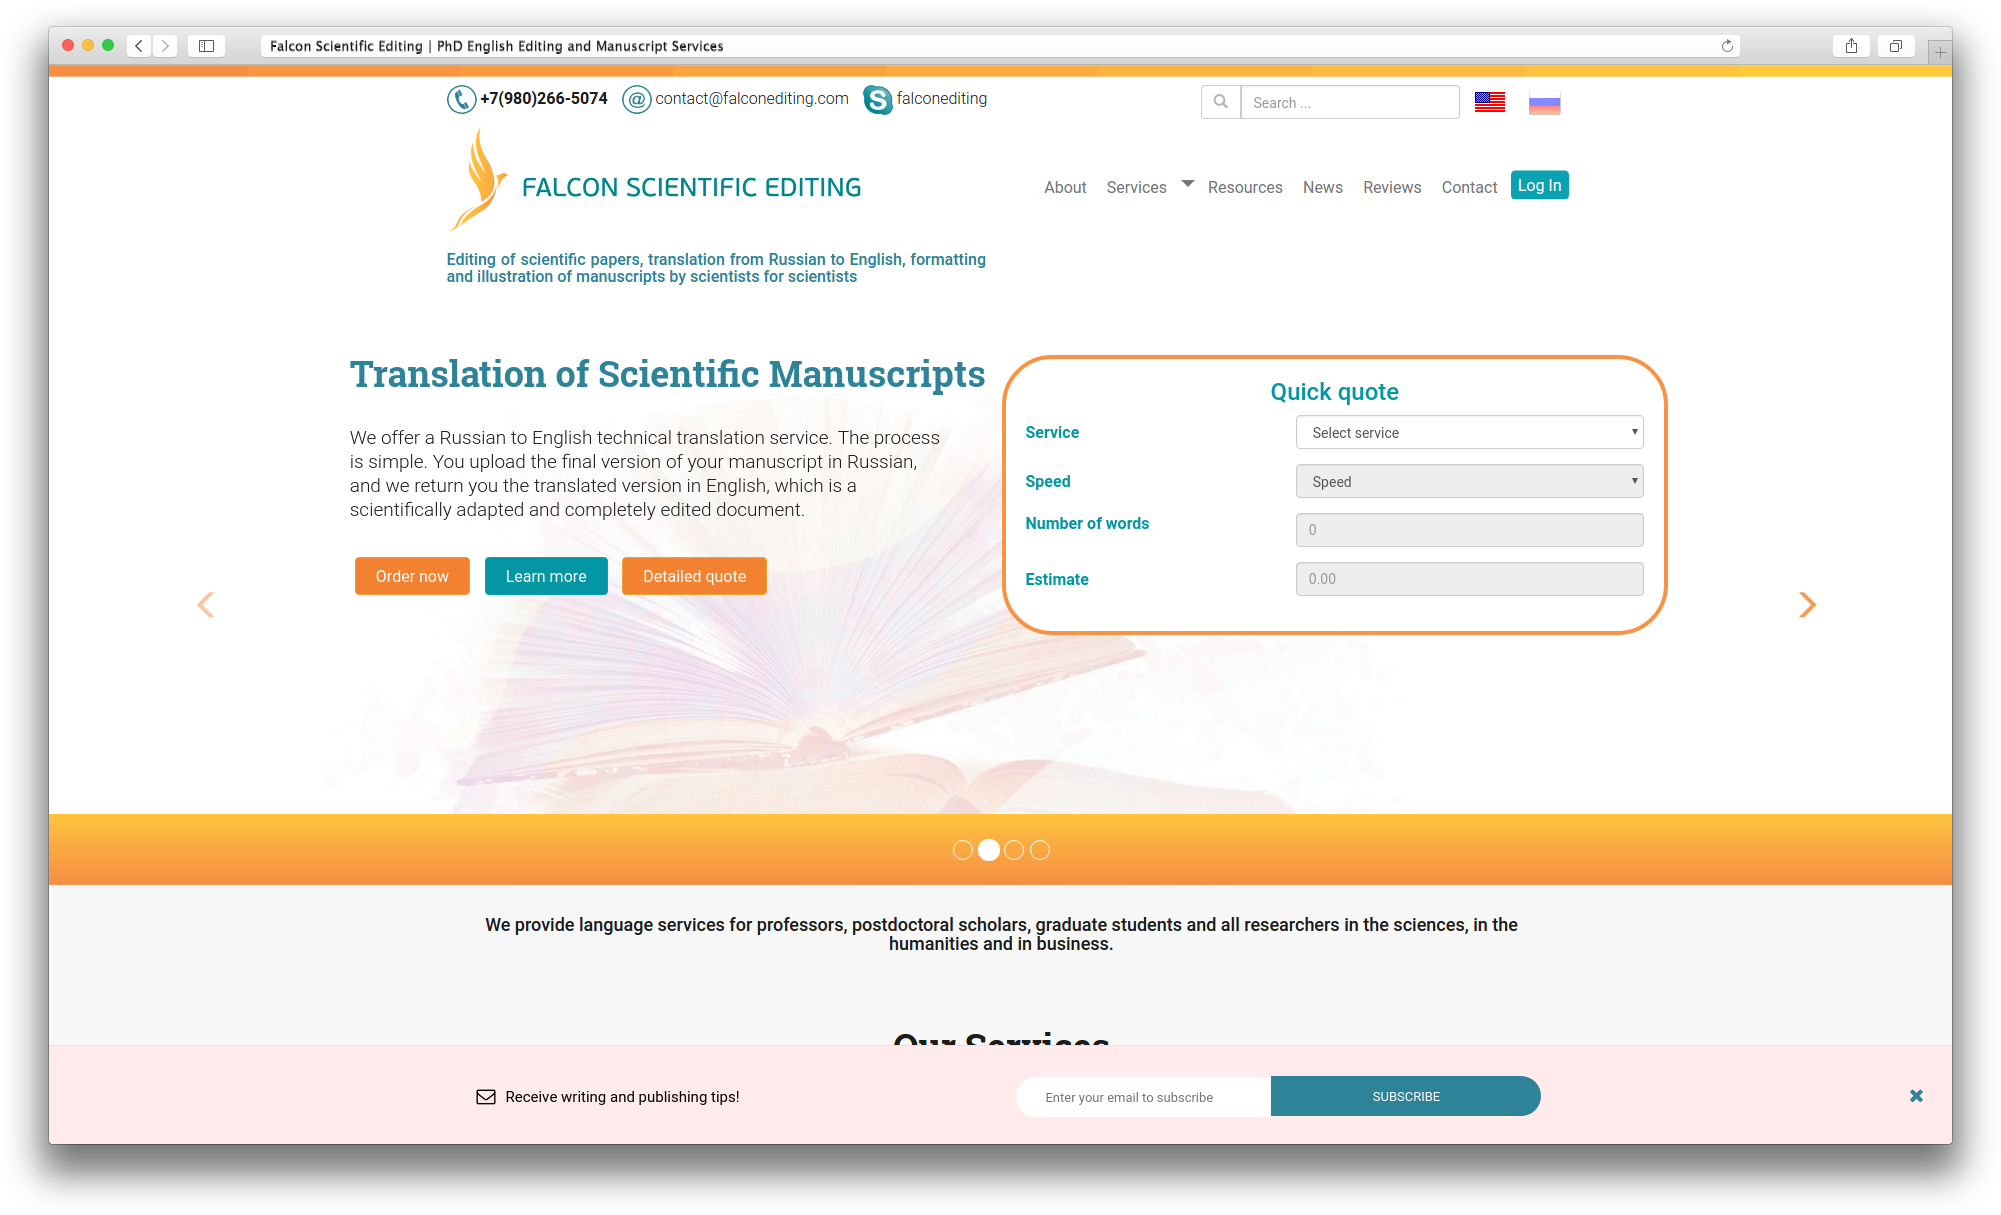 Falcon Scientific Editing | PhD English Editing and Manuscript Services
+7(980)266-5074 contact@falconediting.com falconediting
Search ...
FALCON SCIENTIFIC EDITING
About Services Resources News Reviews Contact Log In
Editing of scientific papers, translation from Russian to English, formatting
and illustration of manuscripts by scientists for scientists
Translation of Scientific Manuscripts
We offer a Russian to English technical translation service. The process
is simple. You upload the final version of your manuscript in Russian,
and we return you the translated version in English, which is a
scientifically adapted and completely edited document.
Order now Learn more Detailed quote
Quick quote
Service Select service
Speed Speed
Number of words 0
Estimate 0.00
We provide language services for professors, postdoctoral scholars, graduate students and all researchers in the sciences, in the
humanities and in business.
Our Services
Receive writing and publishing tips!
Enter your email to subscribe SUBSCRIBE